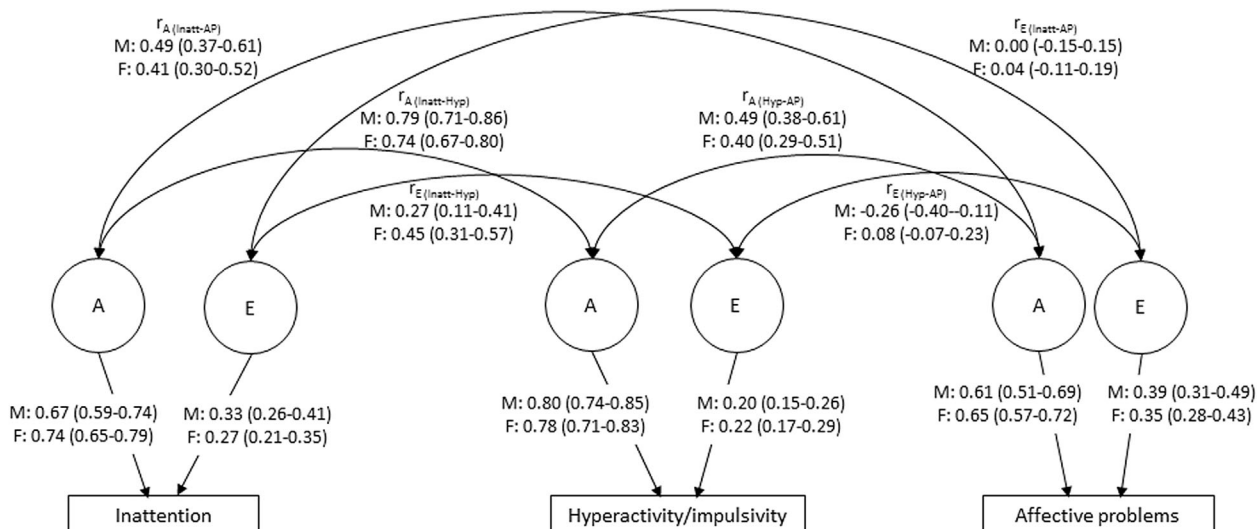 rA (Inatt-AP)
M: 0.49 (0.37-0.61)
F: 0.41 (0.30-0.52)
rE (Inatt-AP)
M: 0.00 (-0.15-0.15)
F: 0.04 (-0.11-0.19)
rA (Inatt-Hyp)
M: 0.79 (0.71-0.86)
F: 0.74 (0.67-0.80)
rA (Hyp-AP)
M: 0.49 (0.38-0.61)
F: 0.40 (0.29-0.51)
rE (Inatt-Hyp)
M: 0.27 (0.11-0.41)
F: 0.45 (0.31-0.57)
rE (Hyp-AP)
M: -0.26 (-0.40--0.11)
F: 0.08 (-0.07-0.23)
A
E
A
E
A
E
M: 0.67 (0.59-0.74)
F: 0.74 (0.65-0.79)
M: 0.33 (0.26-0.41)
F: 0.27 (0.21-0.35)
M: 0.80 (0.74-0.85)
F: 0.78 (0.71-0.83)
M: 0.20 (0.15-0.26)
F: 0.22 (0.17-0.29)
M: 0.61 (0.51-0.69)
F: 0.65 (0.57-0.72)
M: 0.39 (0.31-0.49)
F: 0.35 (0.28-0.43)
Inattention
Hyperactivity/impulsivity
Affective problems